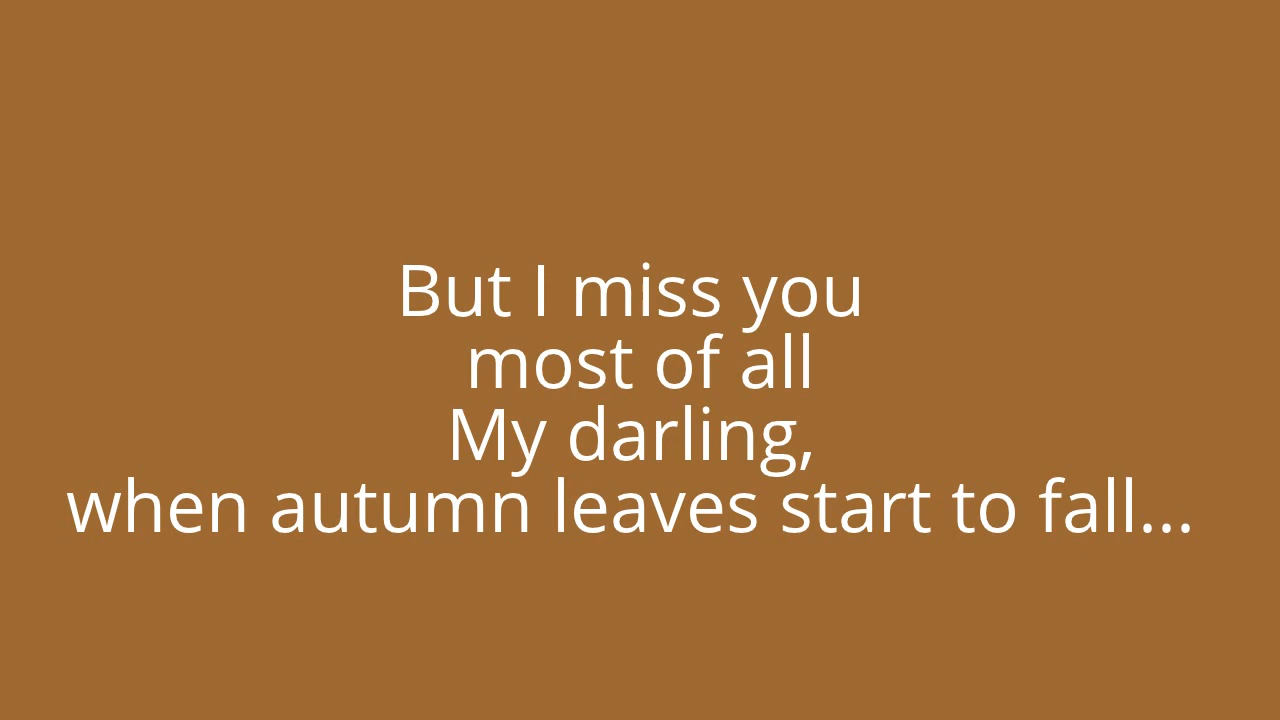 But I miss you
most of all
My darling,
when autumn leaves start to fall...